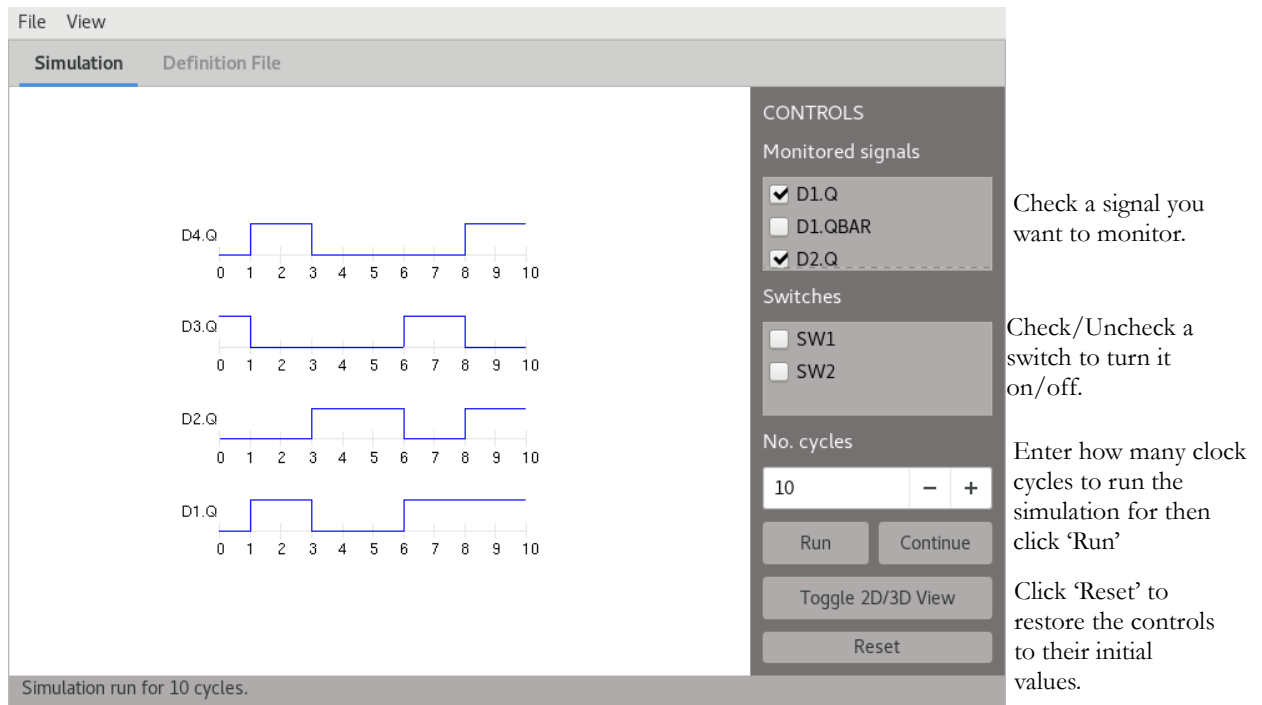 File View
Simulation Definition File
D4.Q
0 1 2 3 4 5 6 7 8 9 10
D3.Q
0 1 2 3 4 5 6 7 8 9 10
D2.Q
0 1 2 3 4 5 6 7 8 9 10
D1.Q
0 1 2 3 4 5 6 7 8 9 10
CONTROLS
Monitored signals
D1.Q
D1.QBAR
D2.Q
Switches
SW1
SW2
No. cycles
10 − +
Run Continue
Toggle 2D/3D View
Reset
Simulation run for 10 cycles.
Check a signal you
want to monitor.
Check/Uncheck a
switch to turn it
on/off.
Enter how many clock
cycles to run the
simulation for then
click ‘Run’
Click ‘Reset’ to
restore the controls
to their initial
values.